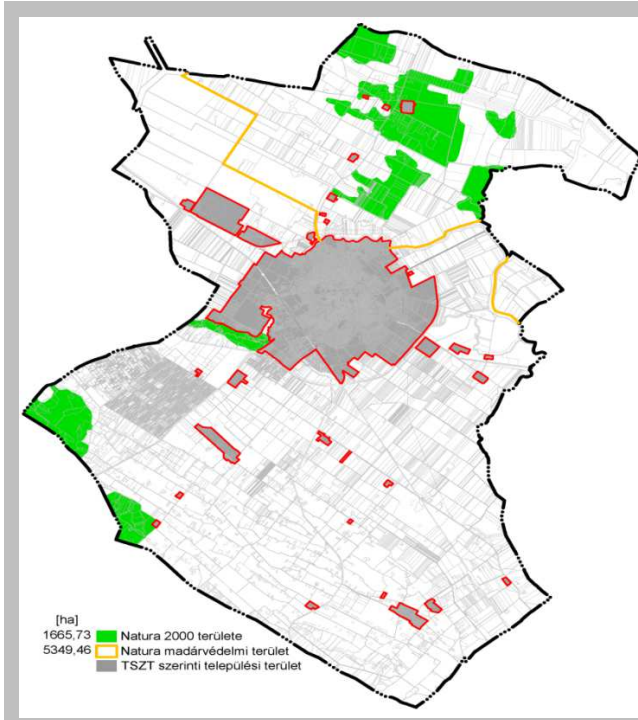 [ha]
1665,73 Natura 2000 területe
5349,46 Natura madárvédelmi terület
TSZT szerinti települési terület